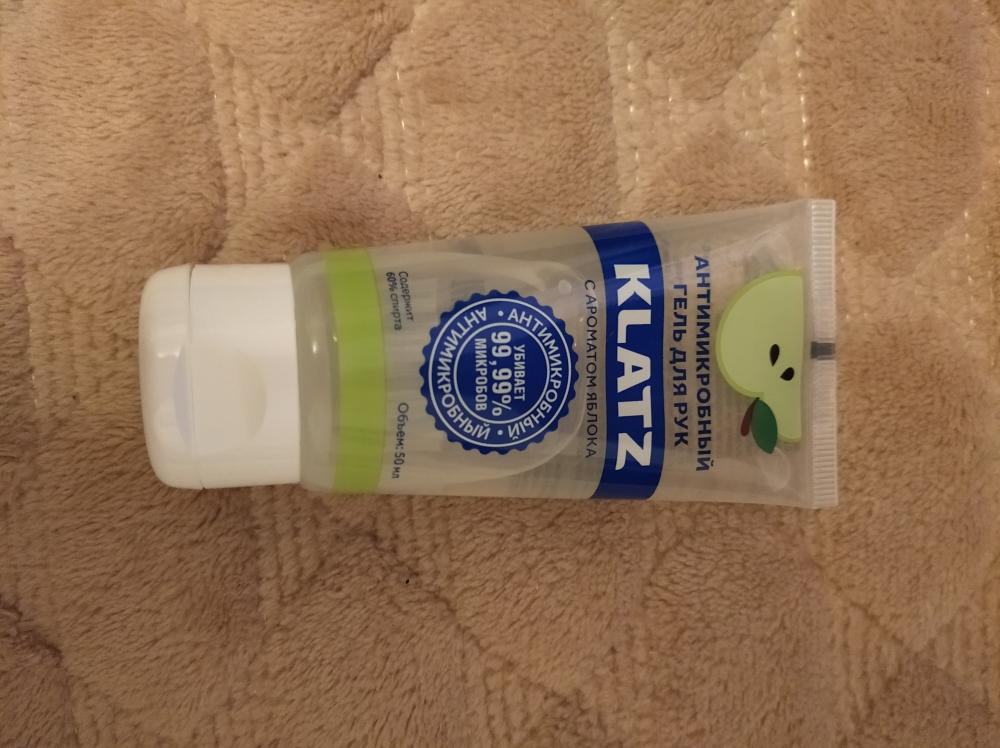 АНТИМИКРОБНЫЙ
ГЕЛЬ ДЛЯ РУК
KLATZ
С АРОМАТОМ ЯБЛОКА
• АНТИМИКРОБНЫЙ • АНТИМИКРОБНЫЙ
УБИВАЕТ
99,99%
МИКРОБОВ
Содержит
60% спирта
Объем: 50 мл